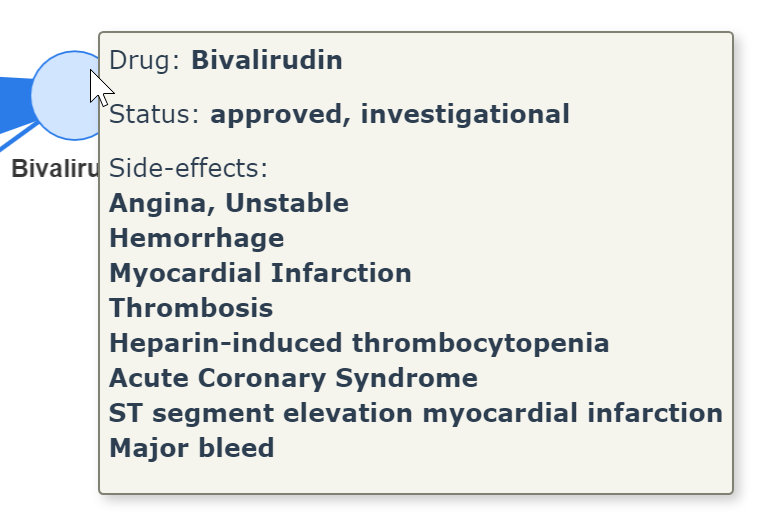 Drug: Bivalirudin
Status: approved, investigational
Bivaliru
Side-effects:
Angina, Unstable
Hemorrhage
Myocardial Infarction
Thrombosis
Heparin-induced thrombocytopenia
Acute Coronary Syndrome
ST segment elevation myocardial infarction
Major bleed